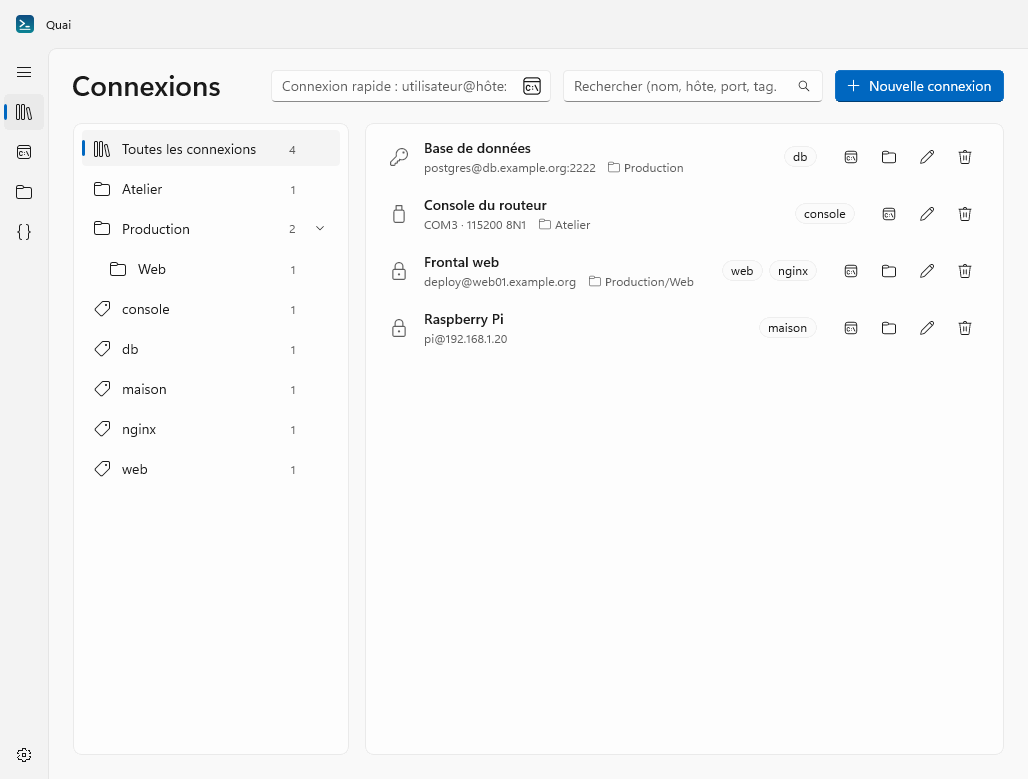 Quai
Connexions
Connexion rapide : utilisateur@hôte:
Rechercher (nom, hôte, port, tag.
Nouvelle connexion
Toutes les connexions 4
Atelier 1
Production 2
Web 1
console 1
db 1
maison 1
nginx 1
web 1
Base de données
postgres@db.example.org:2222 Production
db
Console du routeur
COM3 · 115200 8N1 Atelier
console
Frontal web
deploy@web01.example.org Production/Web
web nginx
Raspberry Pi
pi@192.168.1.20
maison